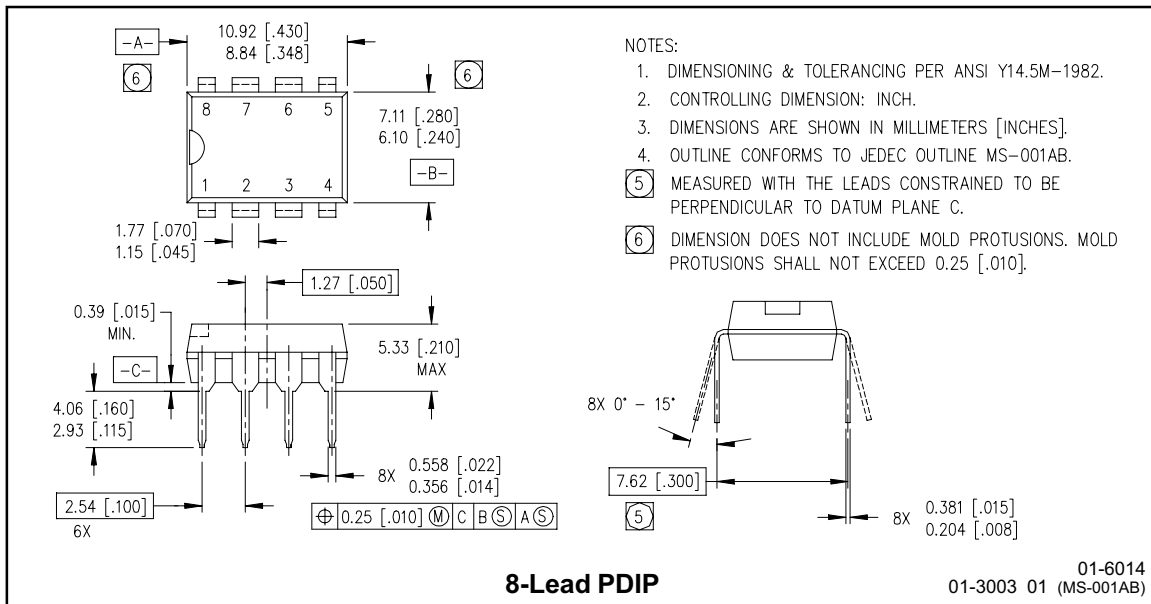 -A-
10.92 [.430]
8.84 [.348]
6
6
8 7 6 5
1 2 3 4
7.11 [.280]
6.10 [.240]
-B-
1.77 [.070]
1.15 [.045]
1.27 [.050]
0.39 [.015]
MIN.
-C-
5.33 [.210]
MAX
4.06 [.160]
2.93 [.115]
2.54 [.100]
6X
8X 0.558 [.022]
0.356 [.014]
⌖ 0.25 [.010] Ⓜ C B Ⓢ A Ⓢ
NOTES:
1. DIMENSIONING & TOLERANCING PER ANSI Y14.5M-1982.
2. CONTROLLING DIMENSION: INCH.
3. DIMENSIONS ARE SHOWN IN MILLIMETERS [INCHES].
4. OUTLINE CONFORMS TO JEDEC OUTLINE MS-001AB.
5 MEASURED WITH THE LEADS CONSTRAINED TO BE
PERPENDICULAR TO DATUM PLANE C.
6 DIMENSION DOES NOT INCLUDE MOLD PROTUSIONS. MOLD
PROTUSIONS SHALL NOT EXCEED 0.25 [.010].
8X 0° - 15°
7.62 [.300]
5
8X 0.381 [.015]
0.204 [.008]
8-Lead PDIP
01-6014
01-3003 01 (MS-001AB)